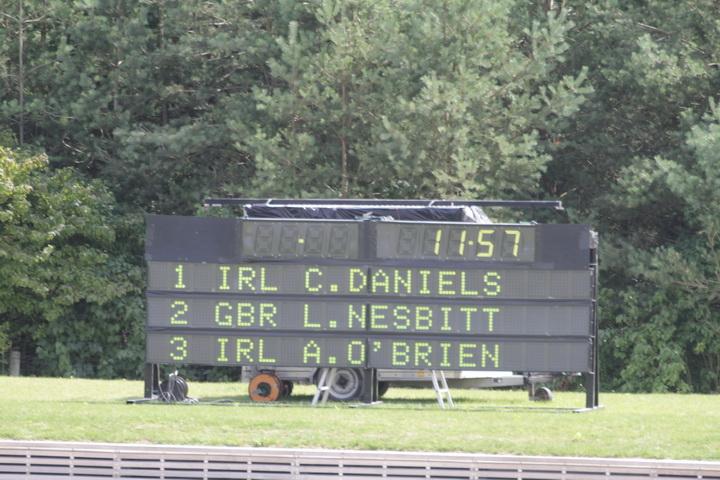 11.57
1 IRL C.DANIELS
2 GBR L.NESBITT
3 IRL A.O'BRIEN